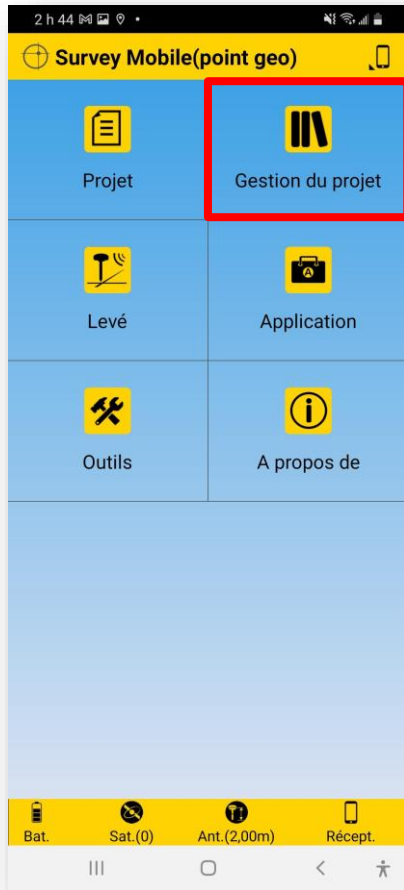 2 h 44
Survey Mobile(point geo)
Projet
Gestion du projet
Levé
A
Application
Outils
A propos de
Bat.
Sat.(0)
Ant.(2,00m)
Récept.